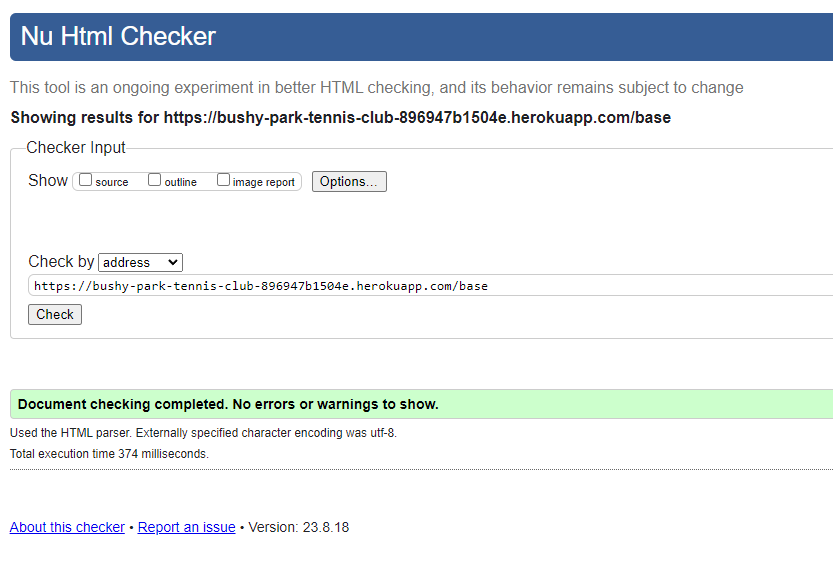 Nu Html Checker
This tool is an ongoing experiment in better HTML checking, and its behavior remains subject to change
Showing results for https://bushy-park-tennis-club-896947b1504e.herokuapp.com/base
Checker Input
Show source outline image report Options...
Check by address
https://bushy-park-tennis-club-896947b1504e.herokuapp.com/base
Check
Document checking completed. No errors or warnings to show.
Used the HTML parser. Externally specified character encoding was utf-8.
Total execution time 374 milliseconds.
About this checker • Report an issue • Version: 23.8.18